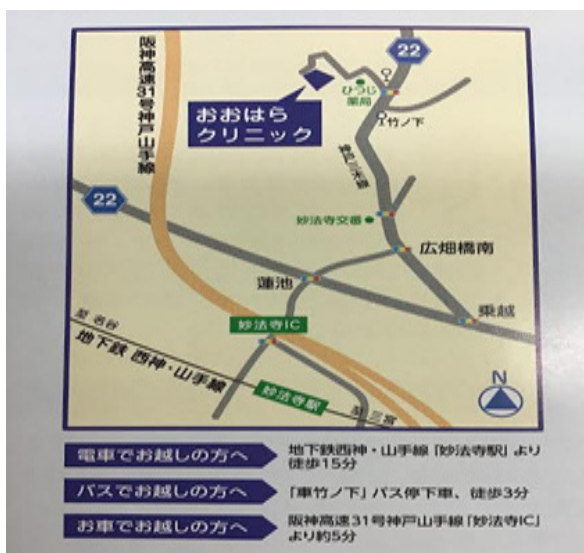 22
阪神高速31号神戸山手線
おおはら
クリニック
ひつじ
薬局
竹ノ下
22
妙法寺交番
広畑橋南
蓮池
乗越
妙法寺IC
至 名谷
地下鉄 西神・山手線
妙法寺駅
至 三宮
N
電車でお越しの方へ
地下鉄西神・山手線「妙法寺駅」より
徒歩15分
バスでお越しの方へ
「車竹ノ下」バス停下車、徒歩3分
お車でお越しの方へ
阪神高速31号神戸山手線「妙法寺IC」
より約5分